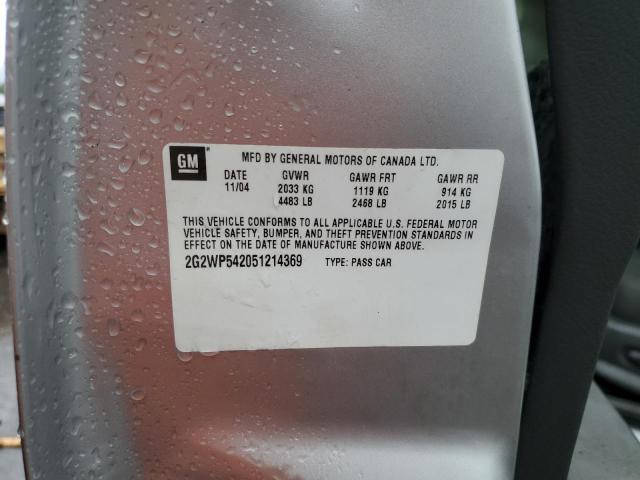 GM
MFD BY GENERAL MOTORS OF CANADA LTD.
DATE GVWR GAWR FRT GAWR RR
11/04 2033 KG 1119 KG 914 KG
4483 LB 2468 LB 2015 LB
THIS VEHICLE CONFORMS TO ALL APPLICABLE U.S. FEDERAL MOTOR
VEHICLE SAFETY, BUMPER, AND THEFT PREVENTION STANDARDS IN
EFFECT ON THE DATE OF MANUFACTURE SHOWN ABOVE.
2G2WP542051214369 TYPE: PASS CAR